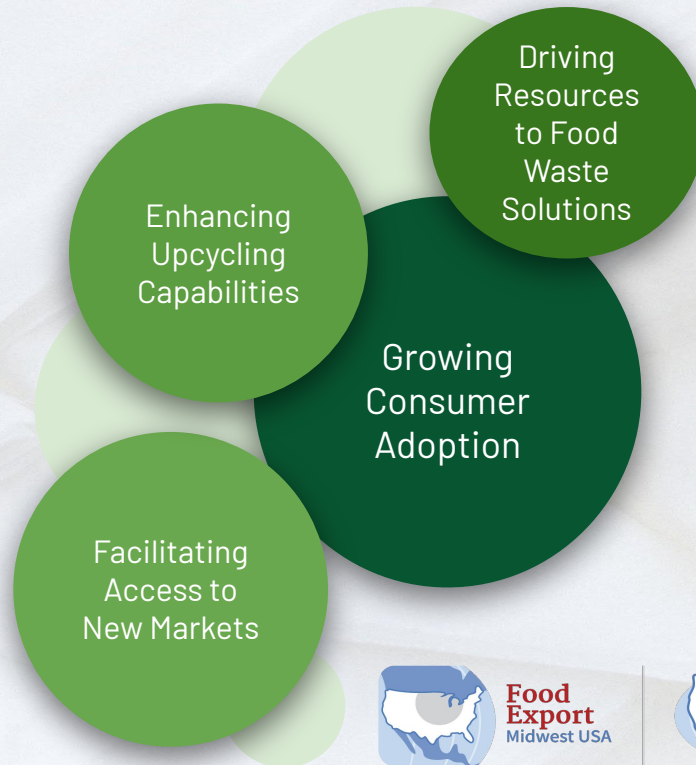 Driving
Resources
to Food
Waste
Solutions
Enhancing
Upcycling
Capabilities
Growing
Consumer
Adoption
Facilitating
Access to
New Markets
Food
Export
Midwest USA